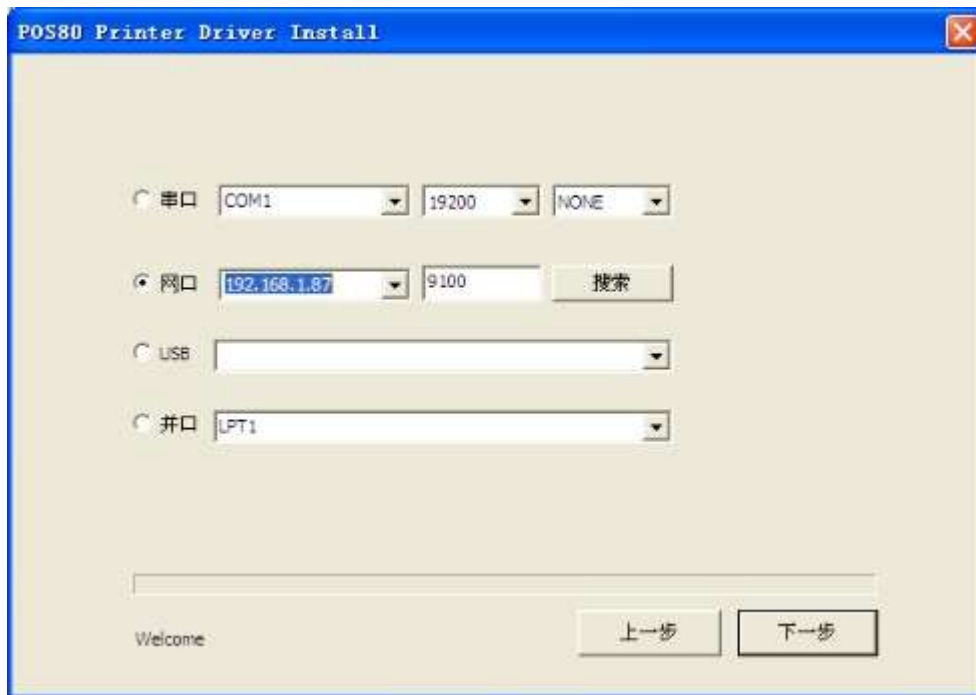 POS80 Printer Driver Install
串口 COM1 19200 NONE
网口 192.168.1.87 9100 搜索
USB
并口 LPT1
Welcome 上一步 下一步